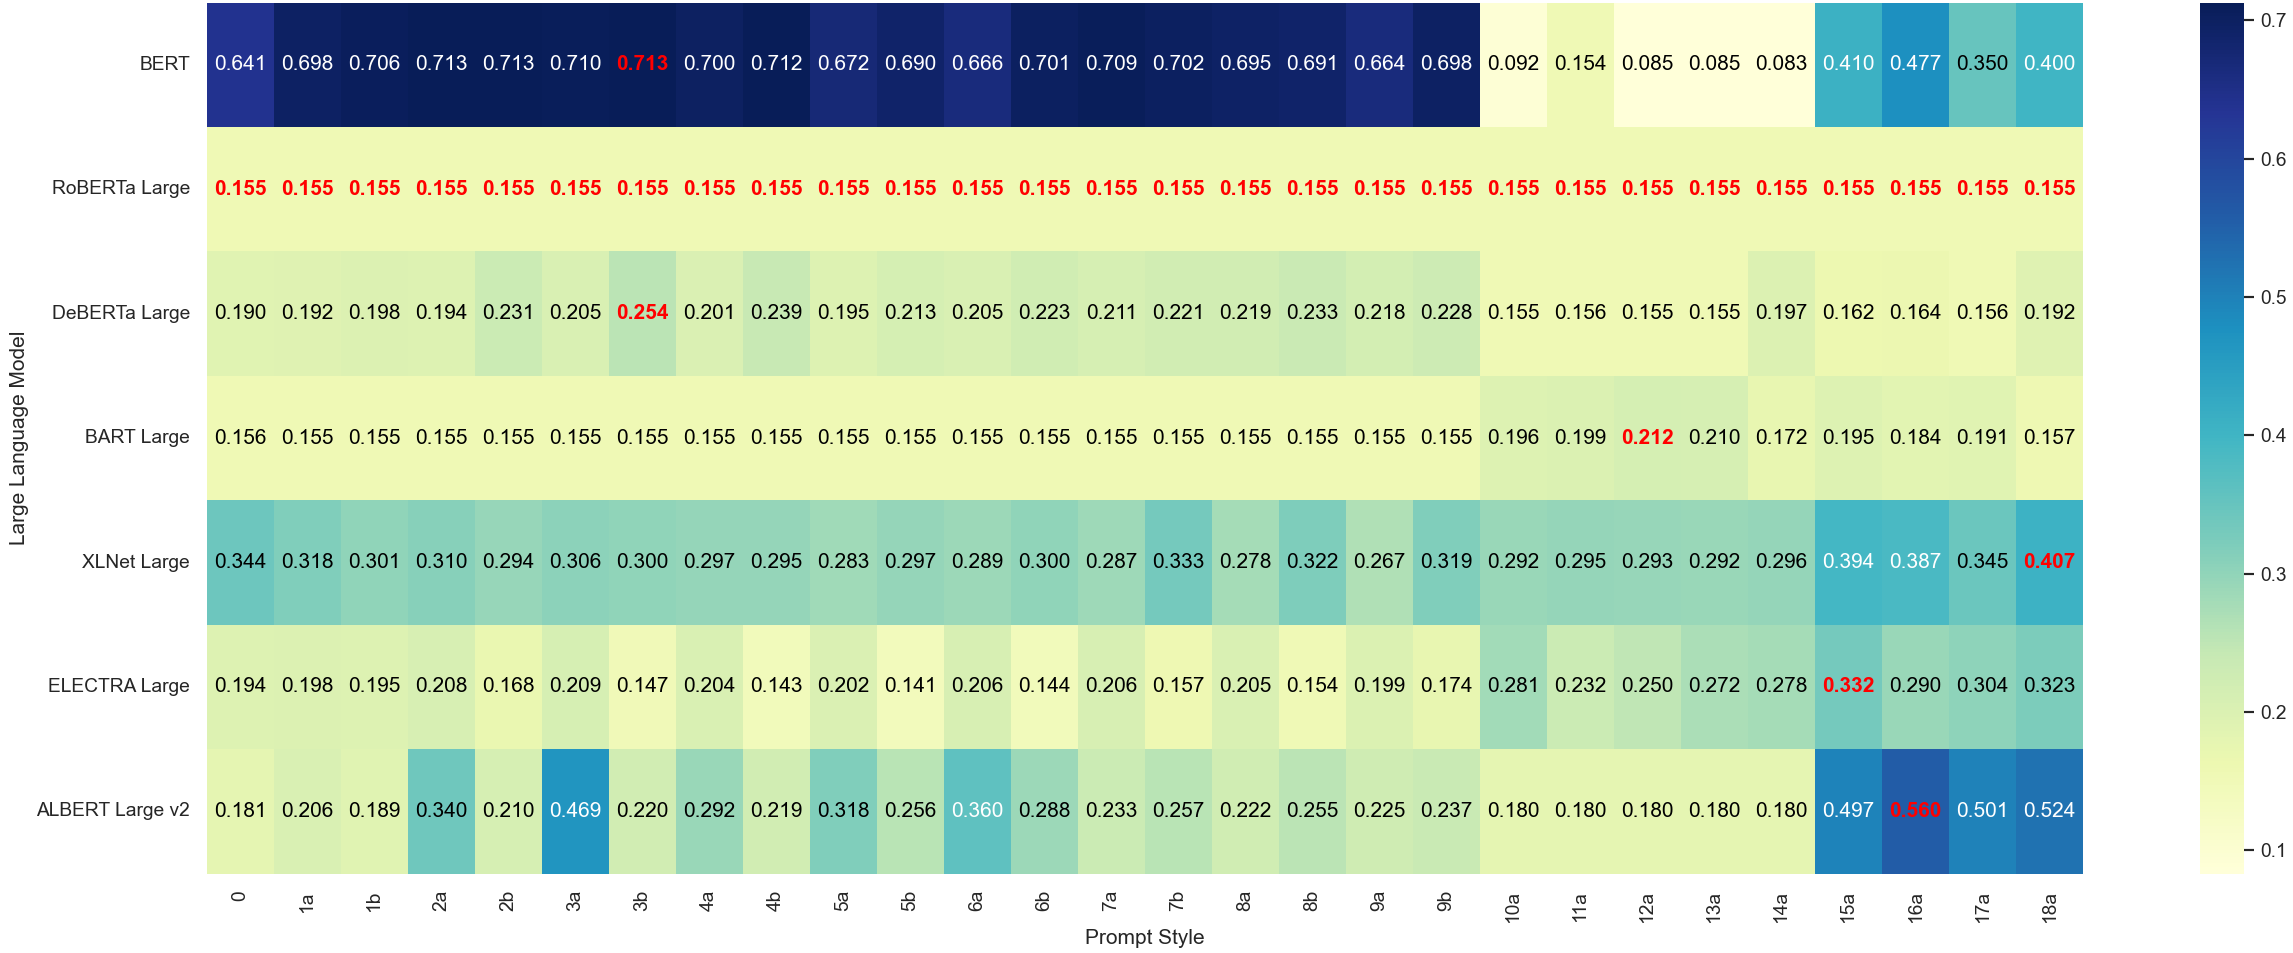 BERT 0.641 0.698 0.706 0.713 0.713 0.710 0.713 0.700 0.712 0.672 0.690 0.666 0.701 0.709 0.702 0.695 0.691 0.664 0.698 0.092 0.154 0.085 0.085 0.083 0.410 0.477 0.350 0.400
RoBERTa Large 0.155 0.155 0.155 0.155 0.155 0.155 0.155 0.155 0.155 0.155 0.155 0.155 0.155 0.155 0.155 0.155 0.155 0.155 0.155 0.155 0.155 0.155 0.155 0.155 0.155 0.155 0.155 0.155
DeBERTa Large 0.190 0.192 0.198 0.194 0.231 0.205 0.254 0.201 0.239 0.195 0.213 0.205 0.223 0.211 0.221 0.219 0.233 0.218 0.228 0.155 0.156 0.155 0.155 0.197 0.162 0.164 0.156 0.192
BART Large 0.156 0.155 0.155 0.155 0.155 0.155 0.155 0.155 0.155 0.155 0.155 0.155 0.155 0.155 0.155 0.155 0.155 0.155 0.155 0.196 0.199 0.212 0.210 0.172 0.195 0.184 0.191 0.157
XLNet Large 0.344 0.318 0.301 0.310 0.294 0.306 0.300 0.297 0.295 0.283 0.297 0.289 0.300 0.287 0.333 0.278 0.322 0.267 0.319 0.292 0.295 0.293 0.292 0.296 0.394 0.387 0.345 0.407
ELECTRA Large 0.194 0.198 0.195 0.208 0.168 0.209 0.147 0.204 0.143 0.202 0.141 0.206 0.144 0.206 0.157 0.205 0.154 0.199 0.174 0.281 0.232 0.250 0.272 0.278 0.332 0.290 0.304 0.323
ALBERT Large v2 0.181 0.206 0.189 0.340 0.210 0.469 0.220 0.292 0.219 0.318 0.256 0.360 0.288 0.233 0.257 0.222 0.255 0.225 0.237 0.180 0.180 0.180 0.180 0.180 0.497 0.560 0.501 0.524
0 1a 1b 2a 2b 3a 3b 4a 4b 5a 5b 6a 6b 7a 7b 8a 8b 9a 9b 10a 11a 12a 13a 14a 15a 16a 17a 18a
Prompt Style
Large Language Model
0.7
0.6
0.5
0.4
0.3
0.2
0.1